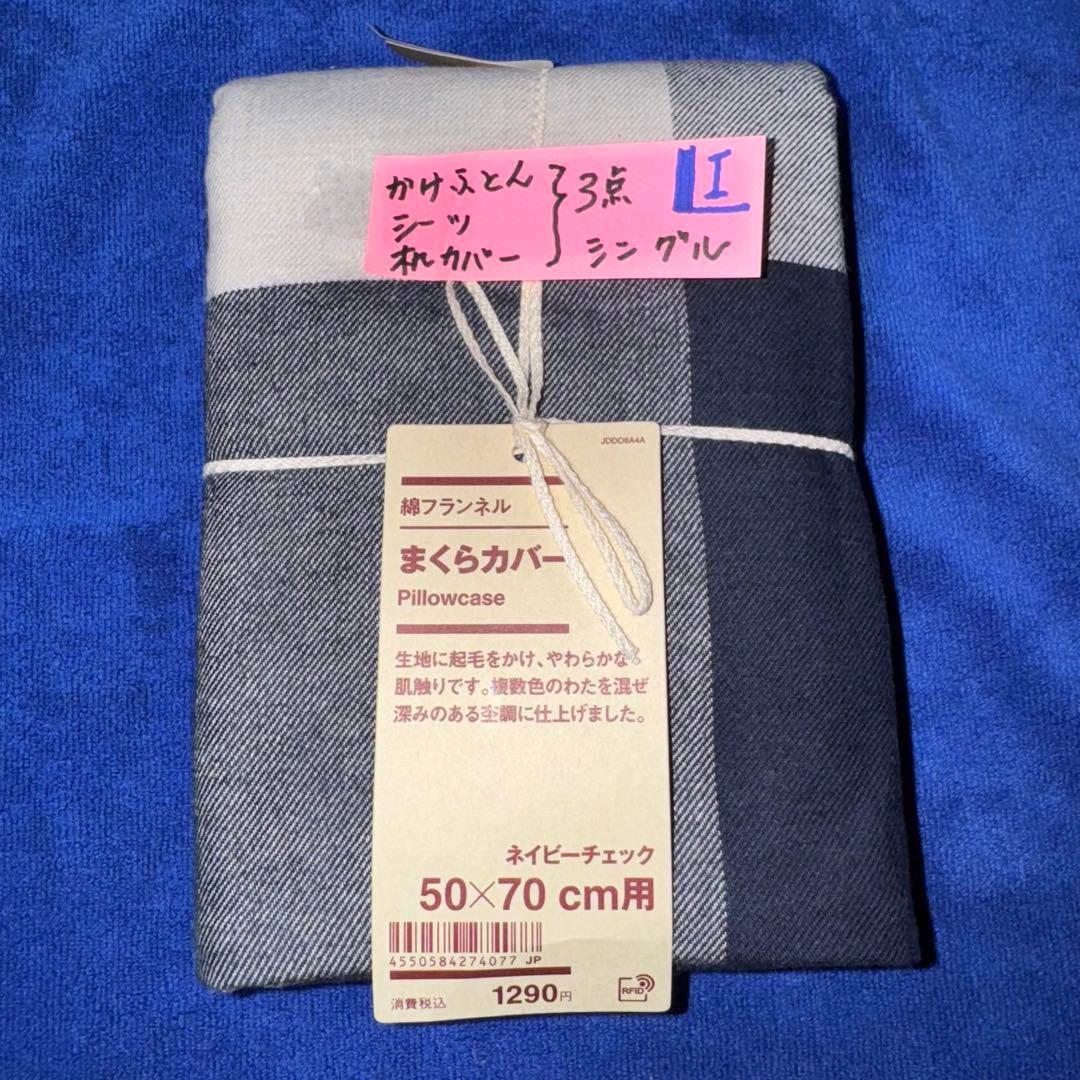 かけふとん
シーツ
枕カバー
3点
シングル
JDD08A4A
綿フランネル
まくらカバー
Pillowcase
生地に起毛をかけ、やわらかな
肌触りです。複数色のわたを混ぜ
深みのある杢調に仕上げました。
ネイビーチェック
50×70 cm用
4550584274077 JP
消費税込 1290円
RFID